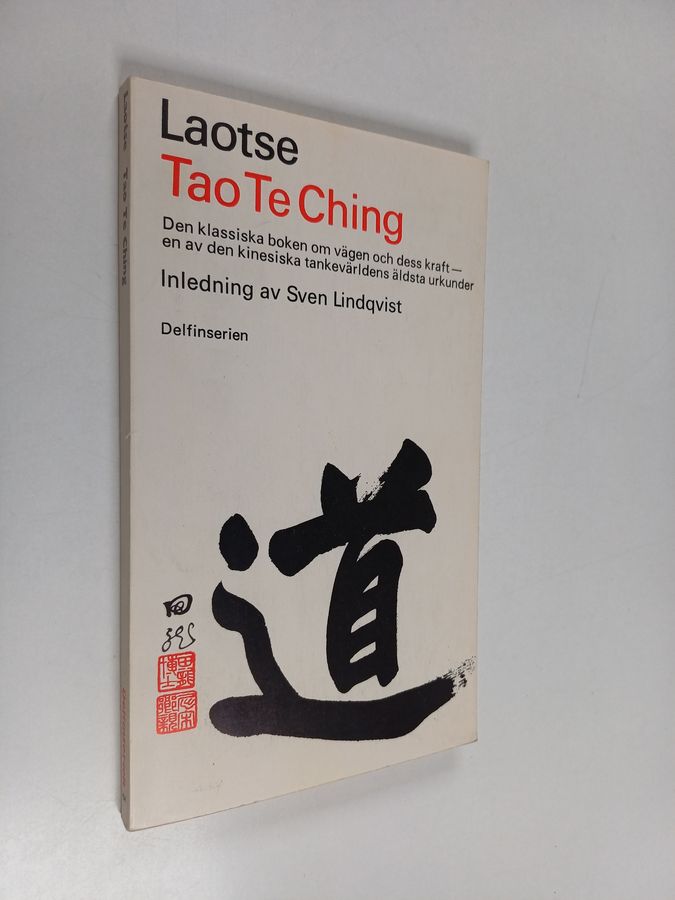 Laotse
Tao Te Ching
Den klassiska boken om vägen och dess kraft —
en av den kinesiska tankevärldens äldsta urkunder
Inledning av Sven Lindqvist
Delfinserien
道
Laotse Tao Te Ching